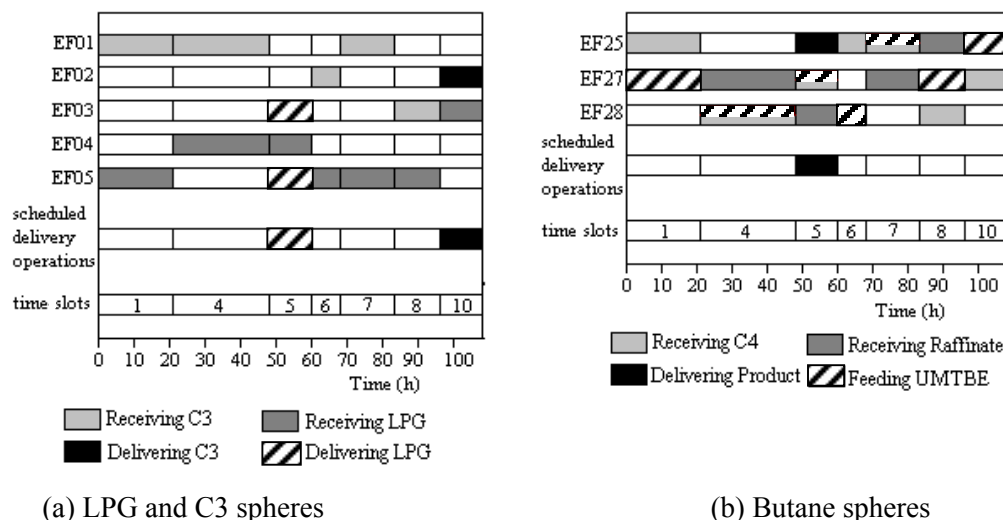 EF01
EF02
EF03
EF04
EF05
scheduled
delivery
operations
time slots
1 4 5 6 7 8 10
0 10 20 30 40 50 60 70 80 90 100
Time (h)
Receiving C3 Receiving LPG
Delivering C3 Delivering LPG
(a) LPG and C3 spheres
EF25
EF27
EF28
scheduled
delivery
operations
time slots
1 4 5 6 7 8 10
0 10 20 30 40 50 60 70 80 90 100
Time (h)
Receiving C4 Receiving Raffinate
Delivering Product Feeding UMTBE
(b) Butane spheres